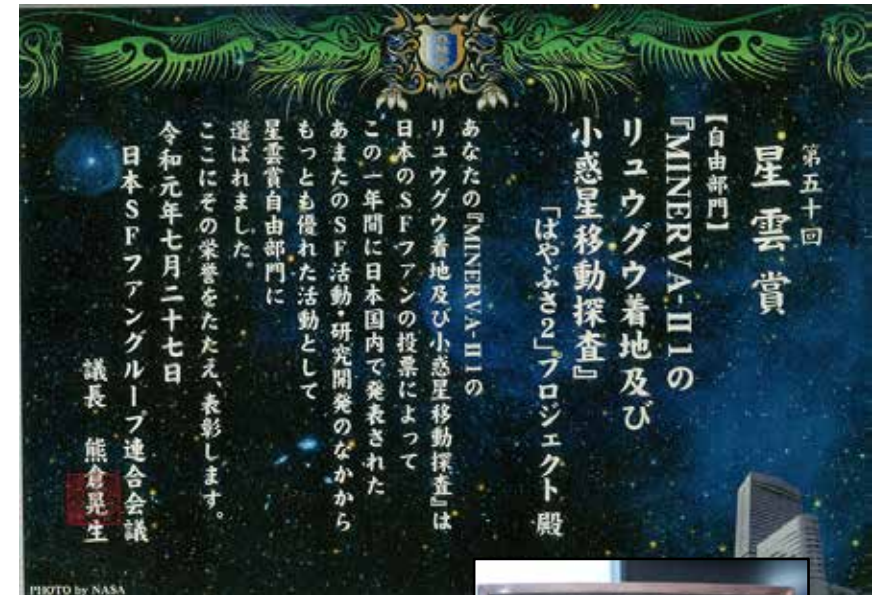 第五十回
星雲賞
【自由部門】
『MINERVA-II1の
リュウグウ着地及び
小惑星移動探査』
「はやぶさ2」プロジェクト 殿
あなたの『MINERVA-II1の
リュウグウ着地及び小惑星移動探査』は
日本のSFファンの投票によって
この一年間に日本国内で発表された
あまたのSF活動・研究開発のなかから
もっとも優れた活動として
星雲賞自由部門に
選ばれました。
ここにその栄誉をたたえ、表彰します。
令和元年七月二十七日
日本SFファングループ連合会議
議長 熊倉晃生
PHOTO by NASA